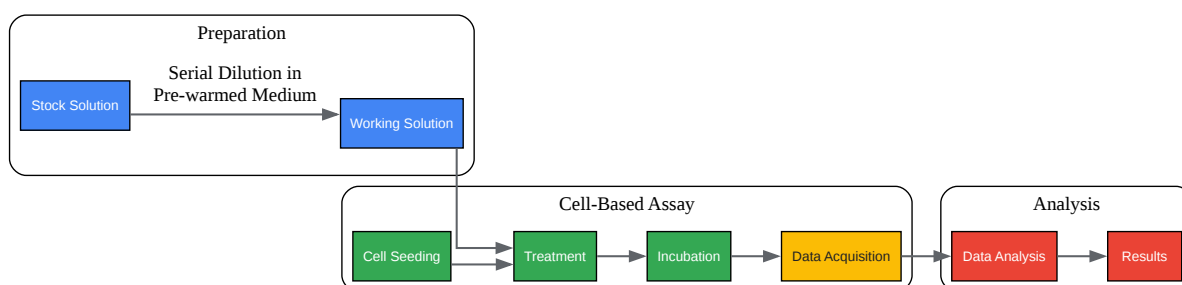 Preparation
Serial Dilution in
Pre-warmed Medium
Stock Solution
Working Solution
Cell-Based Assay
Cell Seeding
Treatment
Incubation
Data Acquisition
Analysis
Data Analysis
Results